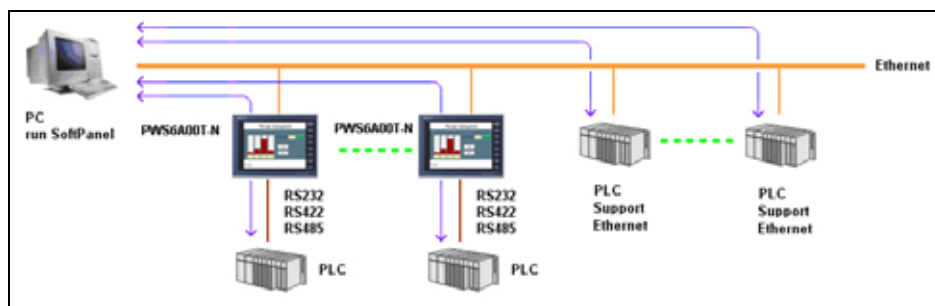 Ethernet
PC
run SoftPanel
PWS6A00T-N
PWS6A00T-N
RS232
RS422
RS485
PLC
RS232
RS422
RS485
PLC
PLC
Support
Ethernet
PLC
Support
Ethernet